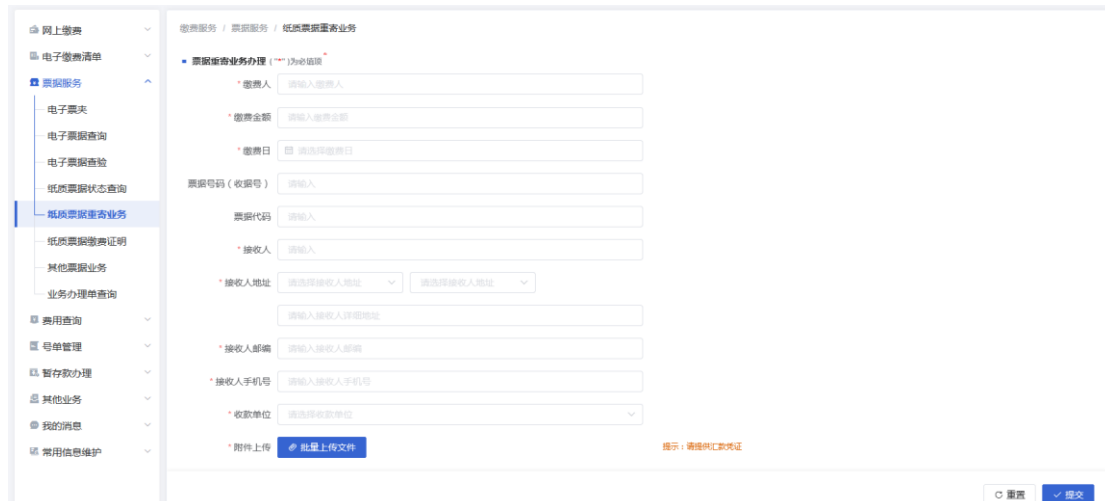 网上缴费
电子缴费清单
票据服务
电子票夹
电子票据查询
电子票据查验
纸质票据状态查询
纸质票据重寄业务
纸质票据缴费证明
其他票据业务
业务办理单查询
费用查询
号单管理
暂存款办理
其他业务
我的消息
常用信息维护
缴费服务 / 票据服务 / 纸质票据重寄业务
票据重寄业务办理 ( "*" )为必填项 *
* 缴费人 请输入缴费人
* 缴费金额 请输入缴费金额
* 缴费日 请选择缴费日
票据号码（收据号） 请输入
票据代码 请输入
* 接收人 请输入
* 接收人地址 请选择接收人地址 请选择接收人地址
请输入接收人详细地址
* 接收人邮编 请输入接收人邮编
* 接收人手机号 请输入接收人手机号
* 收款单位 请选择收款单位
* 附件上传 批量上传文件 提示：请提供汇款凭证
重置 提交